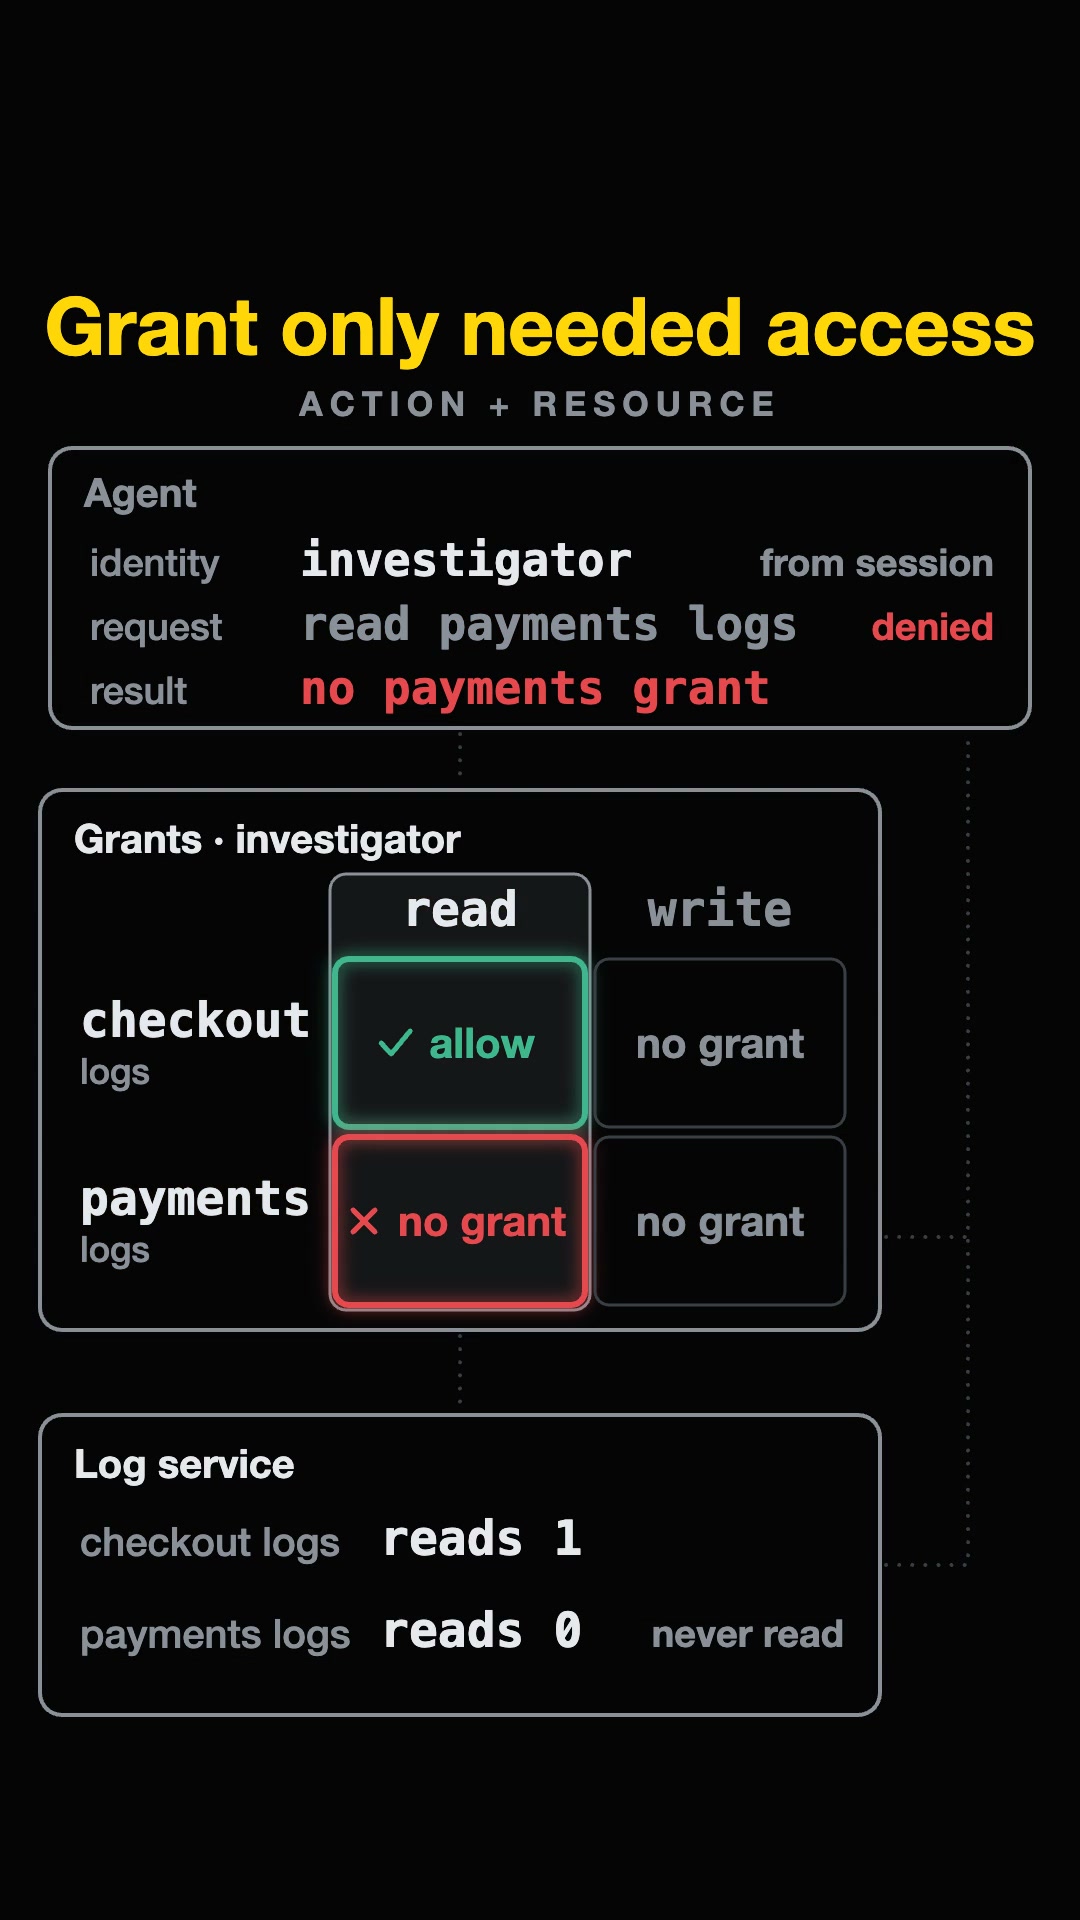 Grant only needed access
ACTION + RESOURCE
Agent
identity investigator from session
request read payments logs denied
result no payments grant
Grants · investigator
read write
checkout
logs
✓ allow no grant
payments
logs
✕ no grant no grant
Log service
checkout logs reads 1
payments logs reads 0 never read